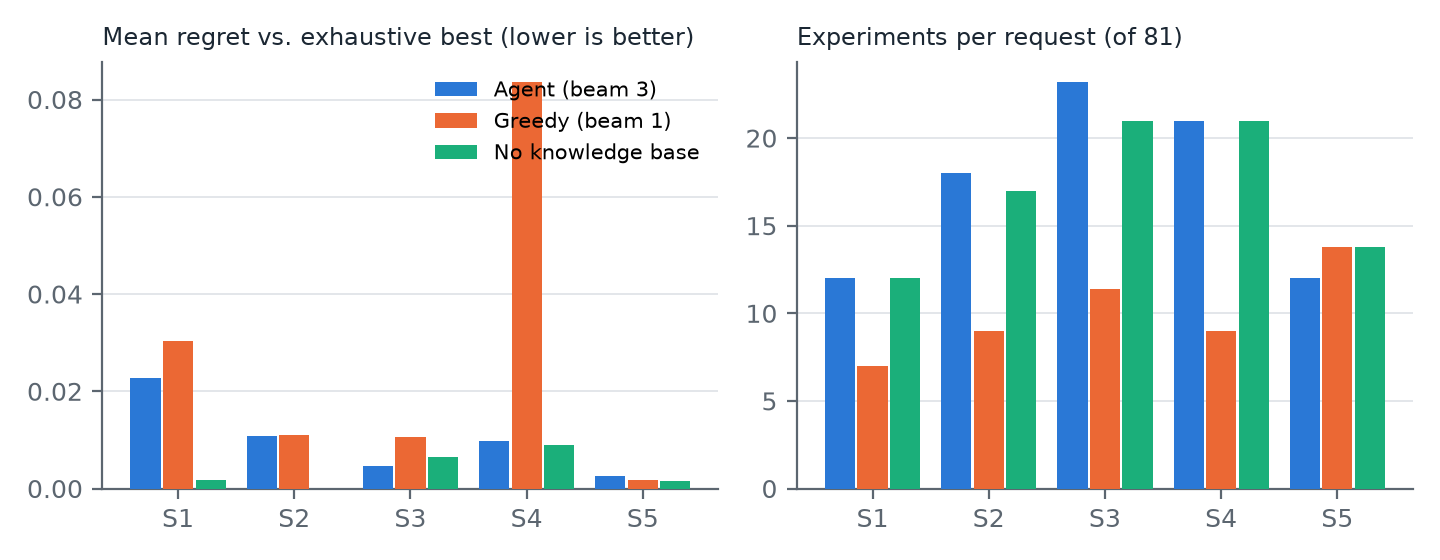 Mean regret vs. exhaustive best (lower is better)
0.08
0.06
0.04
0.02
0.00
Agent (beam 3)
Greedy (beam 1)
No knowledge base
S1 S2 S3 S4 S5
Experiments per request (of 81)
20
15
10
5
0
S1 S2 S3 S4 S5